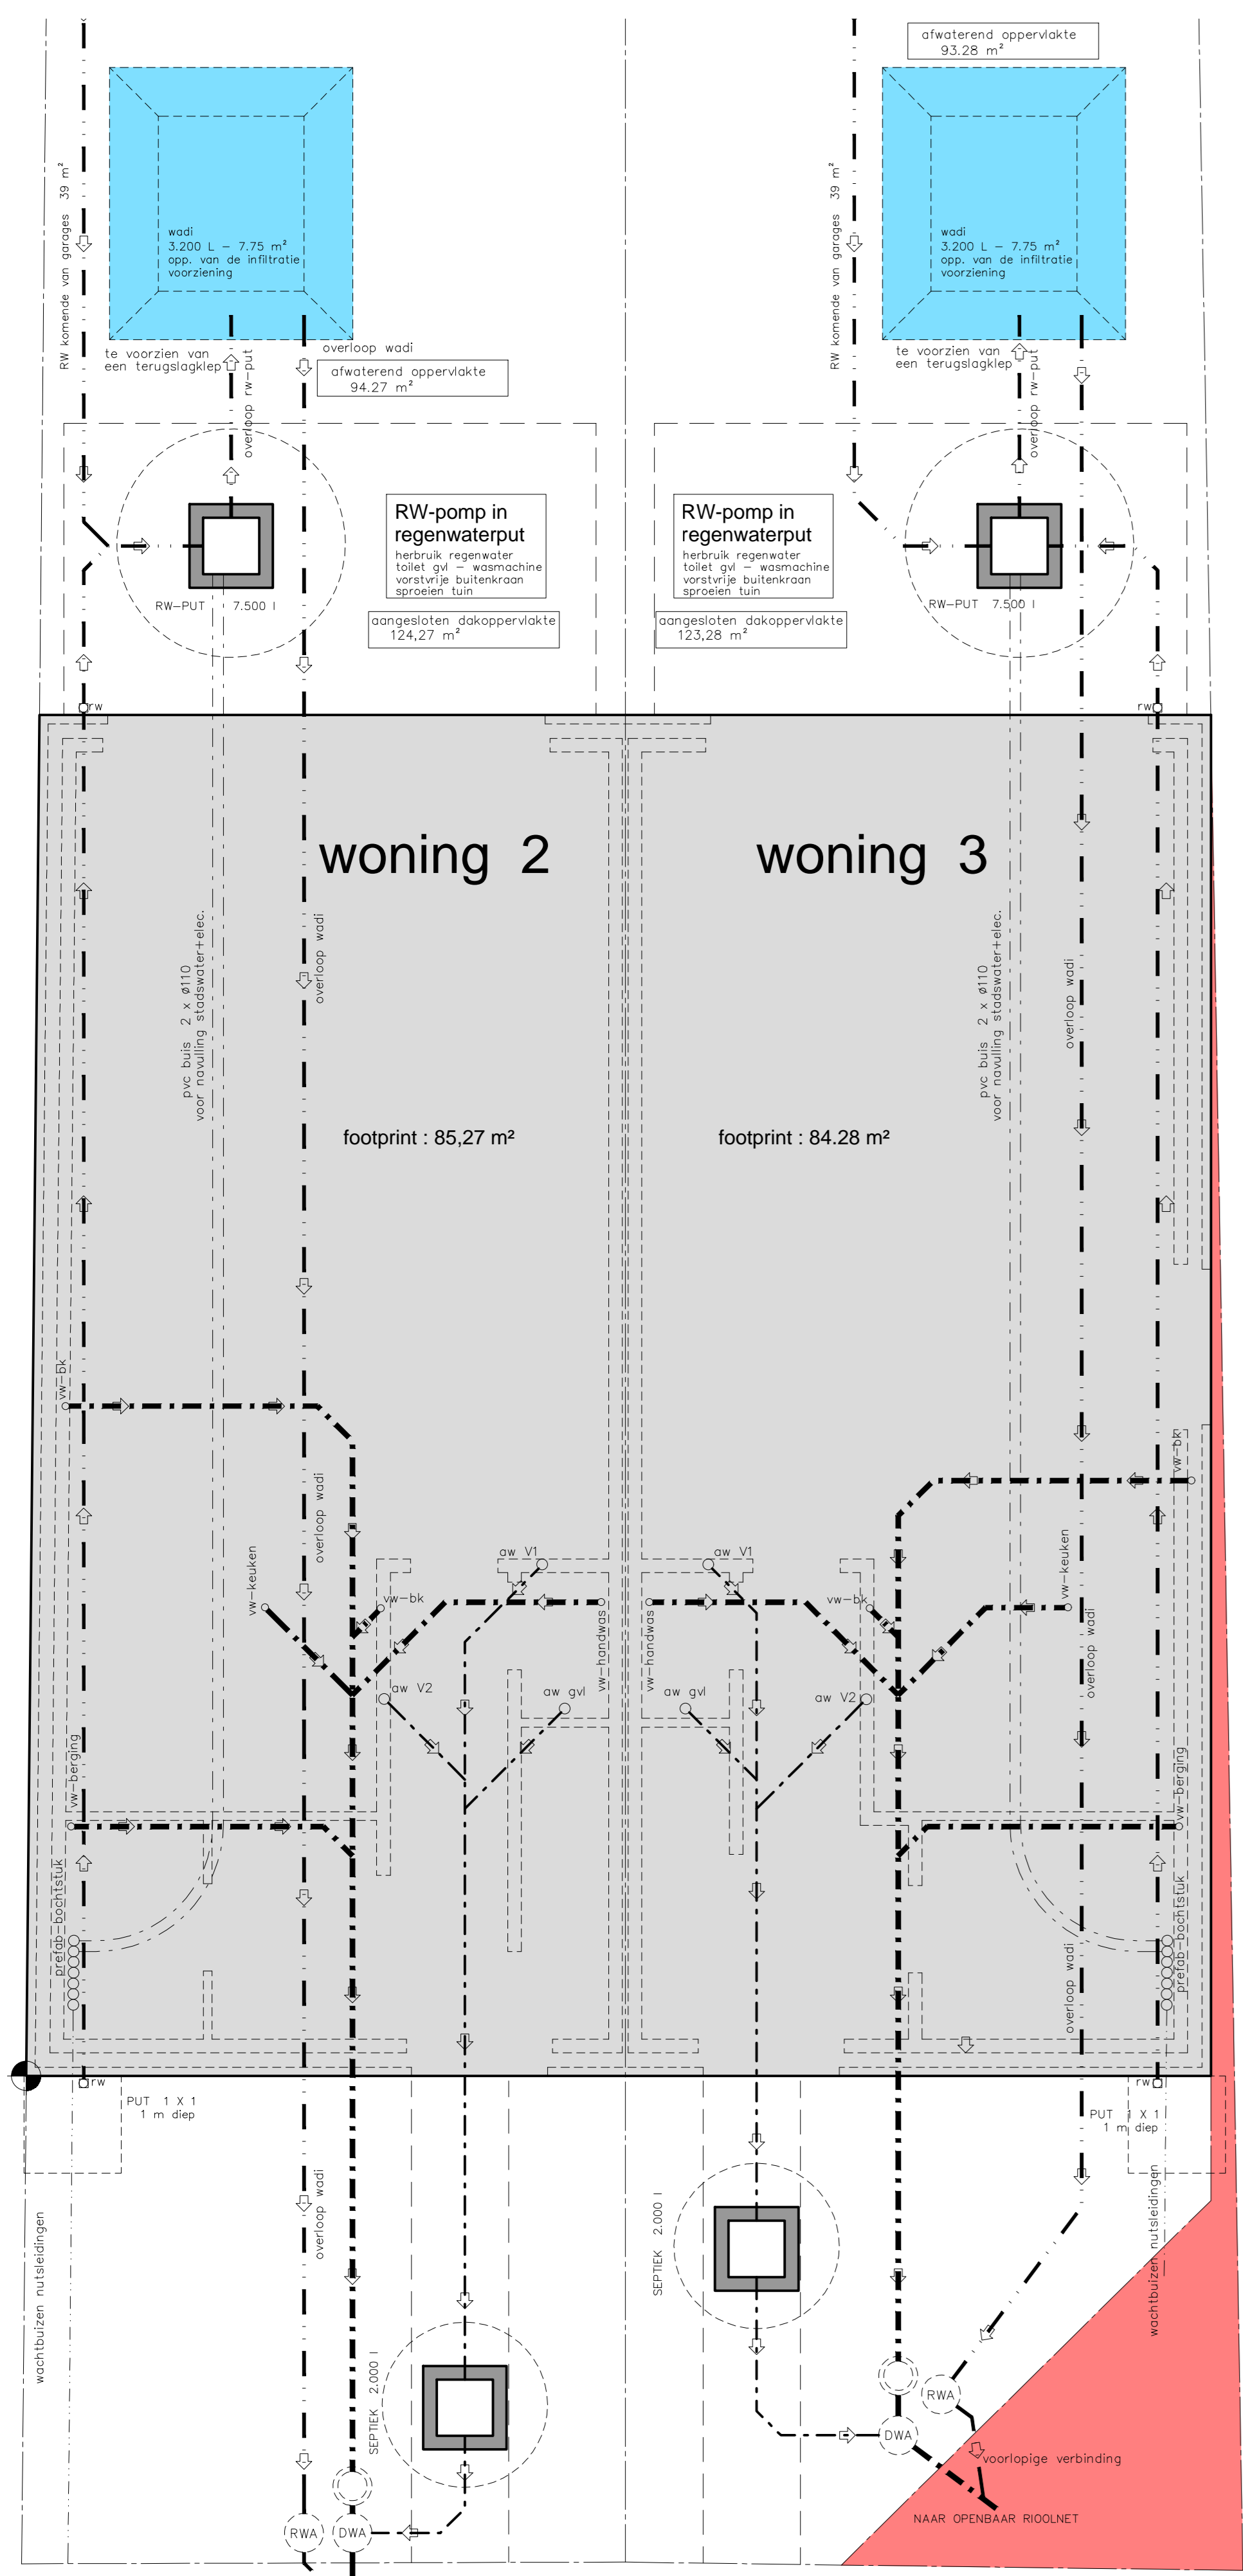 afwaterend oppervlakte
93.28 m²
RW komende van garages 39 m²
wadi
3.200 L – 7.75 m²
opp. van de infiltratie
voorziening
RW komende van garages 39 m²
wadi
3.200 L – 7.75 m²
opp. van de infiltratie
voorziening
te voorzien van
een terugslagklep
overloop rw-put
overloop wadi
afwaterend oppervlakte
94.27 m²
te voorzien van
een terugslagklep
overloop rw-put
RW-pomp in
regenwaterput
herbruik regenwater
toilet gvl – wasmachine
vorstvrije buitenkraan
sproeien tuin
RW-pomp in
regenwaterput
herbruik regenwater
toilet gvl – wasmachine
vorstvrije buitenkraan
sproeien tuin
RW-PUT 7.500 l
aangesloten dakoppervlakte
124,27 m²
aangesloten dakoppervlakte
123,28 m²
RW-PUT 7.500 l
rw
rw
woning 2
woning 3
pvc buis 2 x ø110
voor navulling stadswater+elec.
overloop wadi
pvc buis 2 x ø110
voor navulling stadswater+elec.
overloop wadi
footprint : 85,27 m²
footprint : 84.28 m²
vw-bk
overloop wadi
vw-bk
vw-keuken
aw V1
aw V1
vw-keuken
vw-bk
vw-handwas
vw-handwas
vw-bk
overloop wadi
aw V2
aw gvl
aw gvl
aw V2
vw-berging
vw-berging
prefab-bochtstuk
overloop wadi
prefab-bochtstuk
rw
rw
PUT 1 X 1
1 m diep
PUT 1 X 1
1 m diep
wachtbuizen nutsleidingen
overloop wadi
SEPTIEK 2.000 l
wachtbuizen nutsleidingen
SEPTIEK 2.000 l
RWA
DWA
voorlopige verbinding
NAAR OPENBAAR RIOOLNET
RWA
DWA